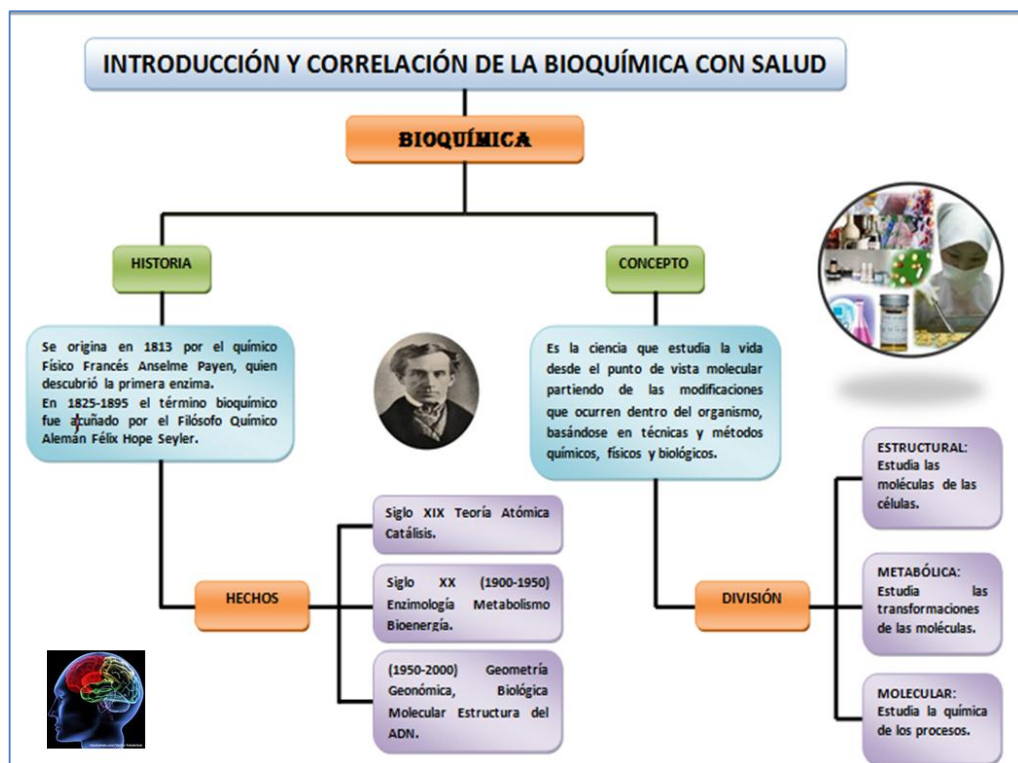 INTRODUCCIÓN Y CORRELACIÓN DE LA BIOQUÍMICA CON SALUD
BIOQUÍMICA
HISTORIA
Se origina en 1813 por el químico
Físico Francés Anselme Payen, quien
descubrió la primera enzima.
En 1825-1895 el término bioquímico
fue acuñado por el Filósofo Químico
Alemán Félix Hope Seyler.
HECHOS
Siglo XIX Teoría Atómica
Catálisis.
Siglo XX (1900-1950)
Enzimología Metabolismo
Bioenergía.
(1950-2000) Geometría
Geonómica, Biológica
Molecular Estructura del
ADN.
CONCEPTO
Es la ciencia que estudia la vida
desde el punto de vista molecular
partiendo de las modificaciones
que ocurren dentro del organismo,
basándose en técnicas y métodos
químicos, físicos y biológicos.
DIVISIÓN
ESTRUCTURAL:
Estudia las
moléculas de las
células.
METABÓLICA:
Estudia las
transformaciones
de las moléculas.
MOLECULAR:
Estudia la química
de los procesos.